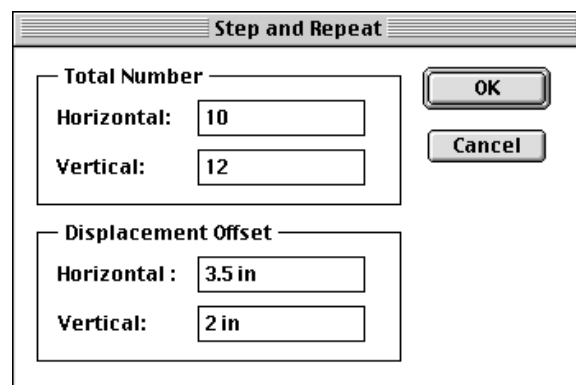 Step and Repeat
Total Number
Horizontal: 10
Vertical: 12
OK
Cancel
Displacement Offset
Horizontal : 3.5 in
Vertical: 2 in